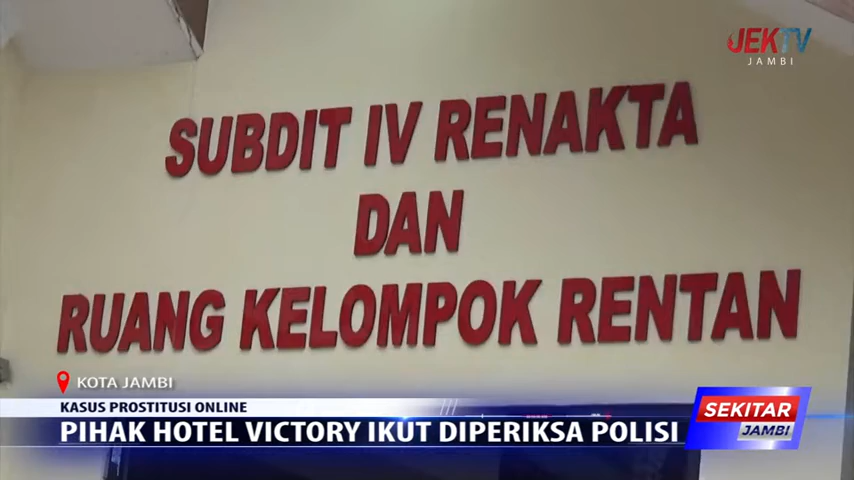 JEKTV
JAMBI
SUBDIT IV RENAKTA
DAN
RUANG KELOMPOK RENTAN
KOTA JAMBI
KASUS PROSTITUSI ONLINE
PIHAK HOTEL VICTORY IKUT DIPERIKSA POLISI
SEKITAR
JAMBI